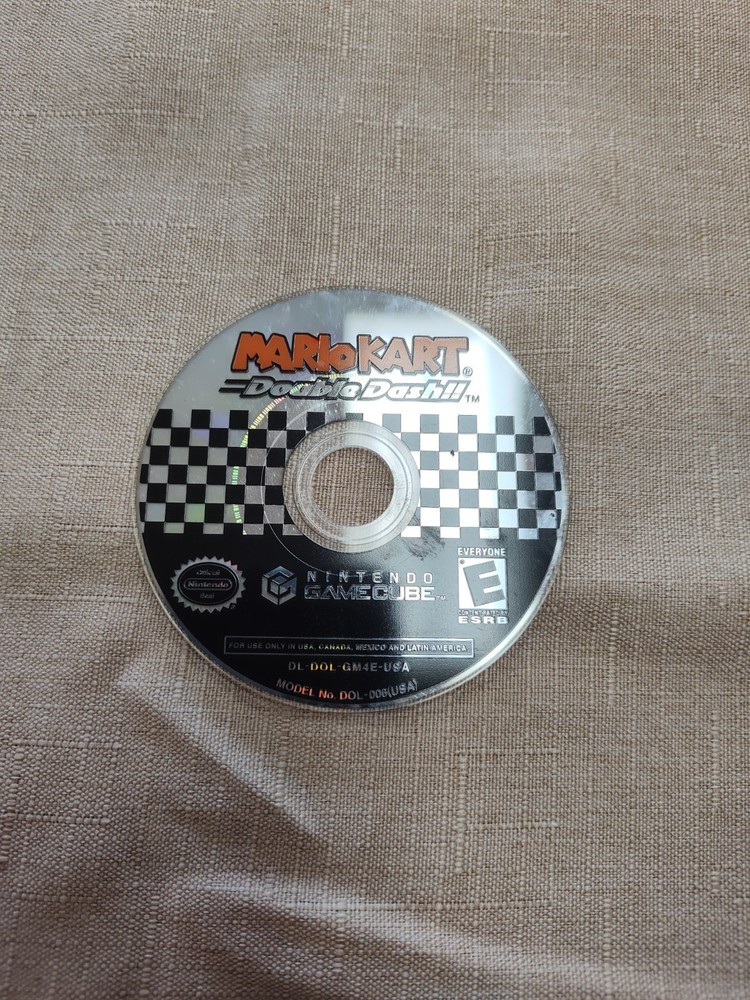 MARIO KART®
Double Dash!!™
EVERYONE
E
CONTENT RATED BY
ESRB
Official
Nintendo
Seal
NINTENDO
GAMECUBE™
FOR USE ONLY IN USA, CANADA, MEXICO AND LATIN AMERICA
DL-DOL-GM4E-USA
MODEL No. DOL-006(USA)